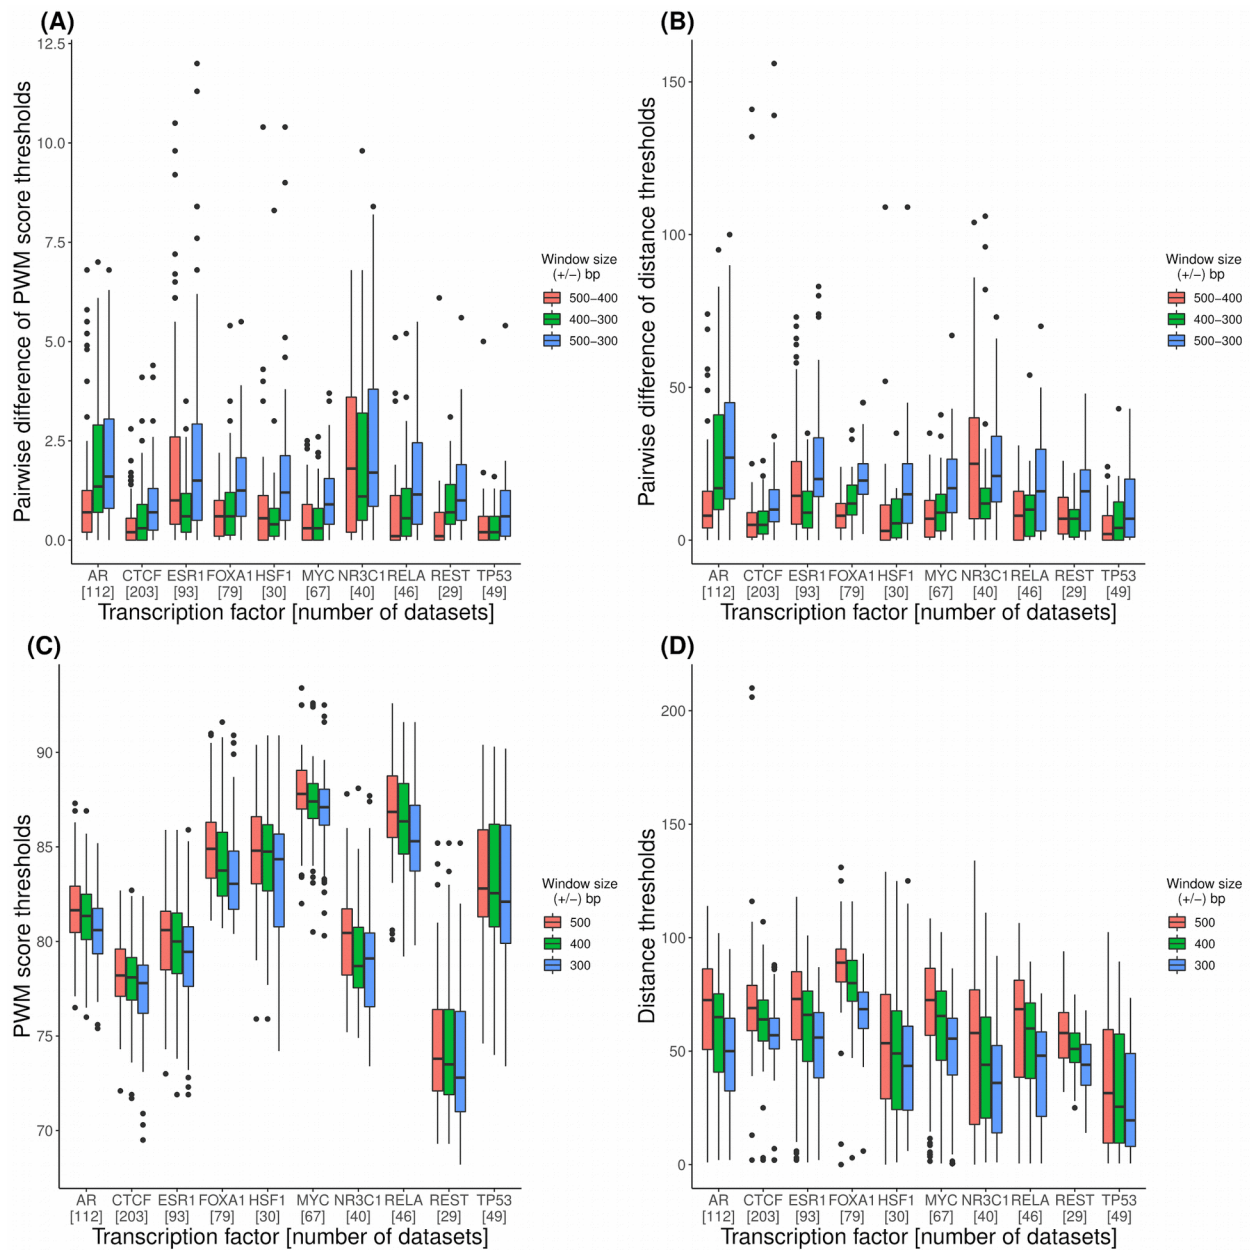 (A)
Pairwise difference of PWM score thresholds
12.5
10.0
7.5
5.0
2.5
0.0
AR CTCF ESR1 FOXA1 HSF1 MYC NR3C1 RELA REST TP53
[112] [203] [93] [79] [30] [67] [40] [46] [29] [49]
Transcription factor [number of datasets]
Window size
(+/−) bp
500−400
400−300
500−300
(B)
Pairwise difference of distance thresholds
150
100
50
0
AR CTCF ESR1 FOXA1 HSF1 MYC NR3C1 RELA REST TP53
[112] [203] [93] [79] [30] [67] [40] [46] [29] [49]
Transcription factor [number of datasets]
Window size
(+/−) bp
500−400
400−300
500−300
(C)
PWM score thresholds
90
85
80
75
70
AR CTCF ESR1 FOXA1 HSF1 MYC NR3C1 RELA REST TP53
[112] [203] [93] [79] [30] [67] [40] [46] [29] [49]
Transcription factor [number of datasets]
Window size
(+/−) bp
500
400
300
(D)
Distance thresholds
200
150
100
50
0
AR CTCF ESR1 FOXA1 HSF1 MYC NR3C1 RELA REST TP53
[112] [203] [93] [79] [30] [67] [40] [46] [29] [49]
Transcription factor [number of datasets]
Window size
(+/−) bp
500
400
300